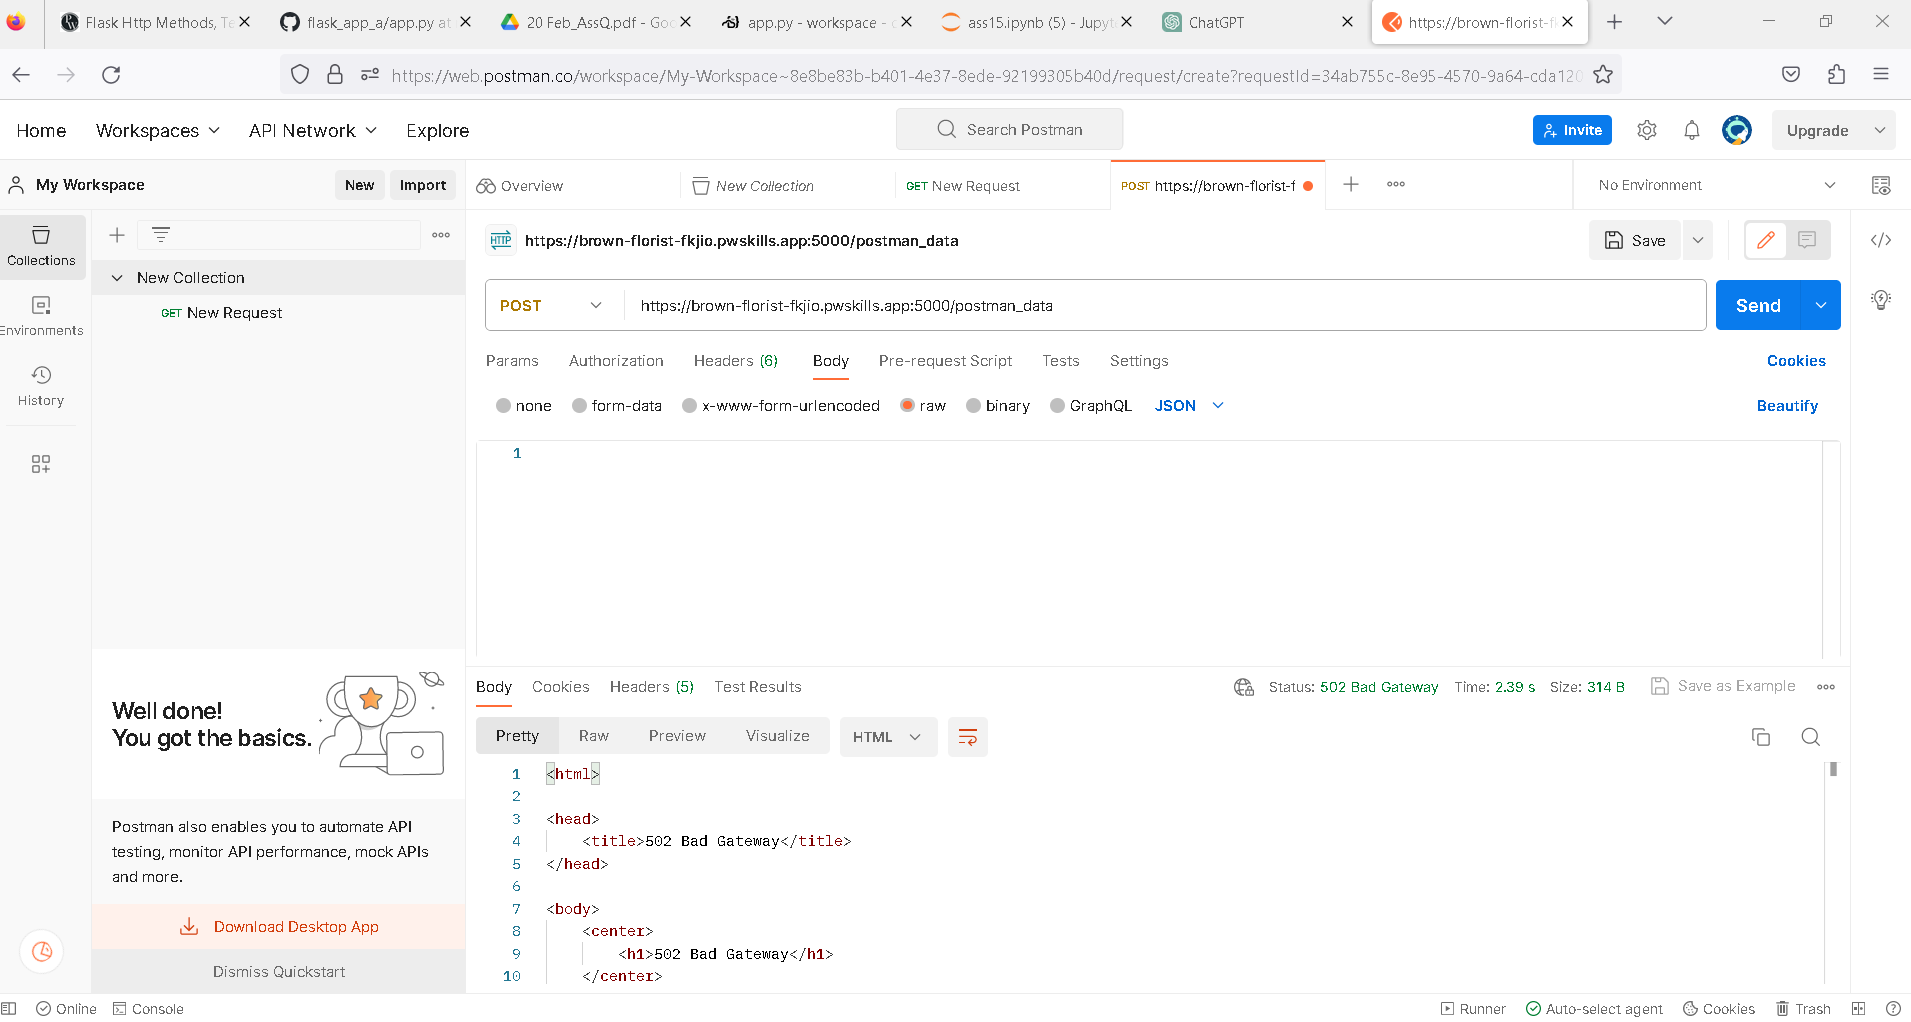 Flask Http Methods, Te
flask_app_a/app.py at
20 Feb_AssQ.pdf - Goo
app.py - workspace - c
ass15.ipynb (5) - Jupyte
ChatGPT
https://brown-florist-f
https://web.postman.co/workspace/My-Workspace~8e8be83b-b401-4e37-8ede-92199305b40d/request/create?requestId=34ab755c-8e95-4570-9a64-cda120
Home
Workspaces
API Network
Explore
Search Postman
Invite
Upgrade
My Workspace
New
Import
Overview
New Collection
GET New Request
POST https://brown-florist-f
No Environment
Collections
New Collection
GET New Request
Environments
History
HTTP https://brown-florist-fkjio.pwskills.app:5000/postman_data
Save
POST
https://brown-florist-fkjio.pwskills.app:5000/postman_data
Send
Params
Authorization
Headers (6)
Body
Pre-request Script
Tests
Settings
Cookies
none
form-data
x-www-form-urlencoded
raw
binary
GraphQL
JSON
Beautify
1
Well done!
You got the basics.
Postman also enables you to automate API
testing, monitor API performance, mock APIs
and more.
Download Desktop App
Dismiss Quickstart
Body
Cookies
Headers (5)
Test Results
Status: 502 Bad Gateway
Time: 2.39 s
Size: 314 B
Save as Example
Pretty
Raw
Preview
Visualize
HTML
1 <html>
2
3 <head>
4 <title>502 Bad Gateway</title>
5 </head>
6
7 <body>
8 <center>
9 <h1>502 Bad Gateway</h1>
10 </center>
Online
Console
Runner
Auto-select agent
Cookies
Trash